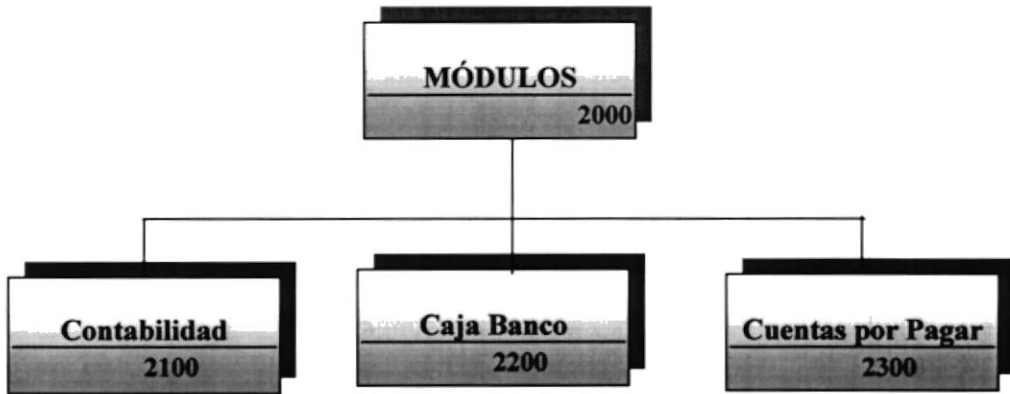 MÓDULOS
2000
Contabilidad
2100
Caja Banco
2200
Cuentas por Pagar
2300